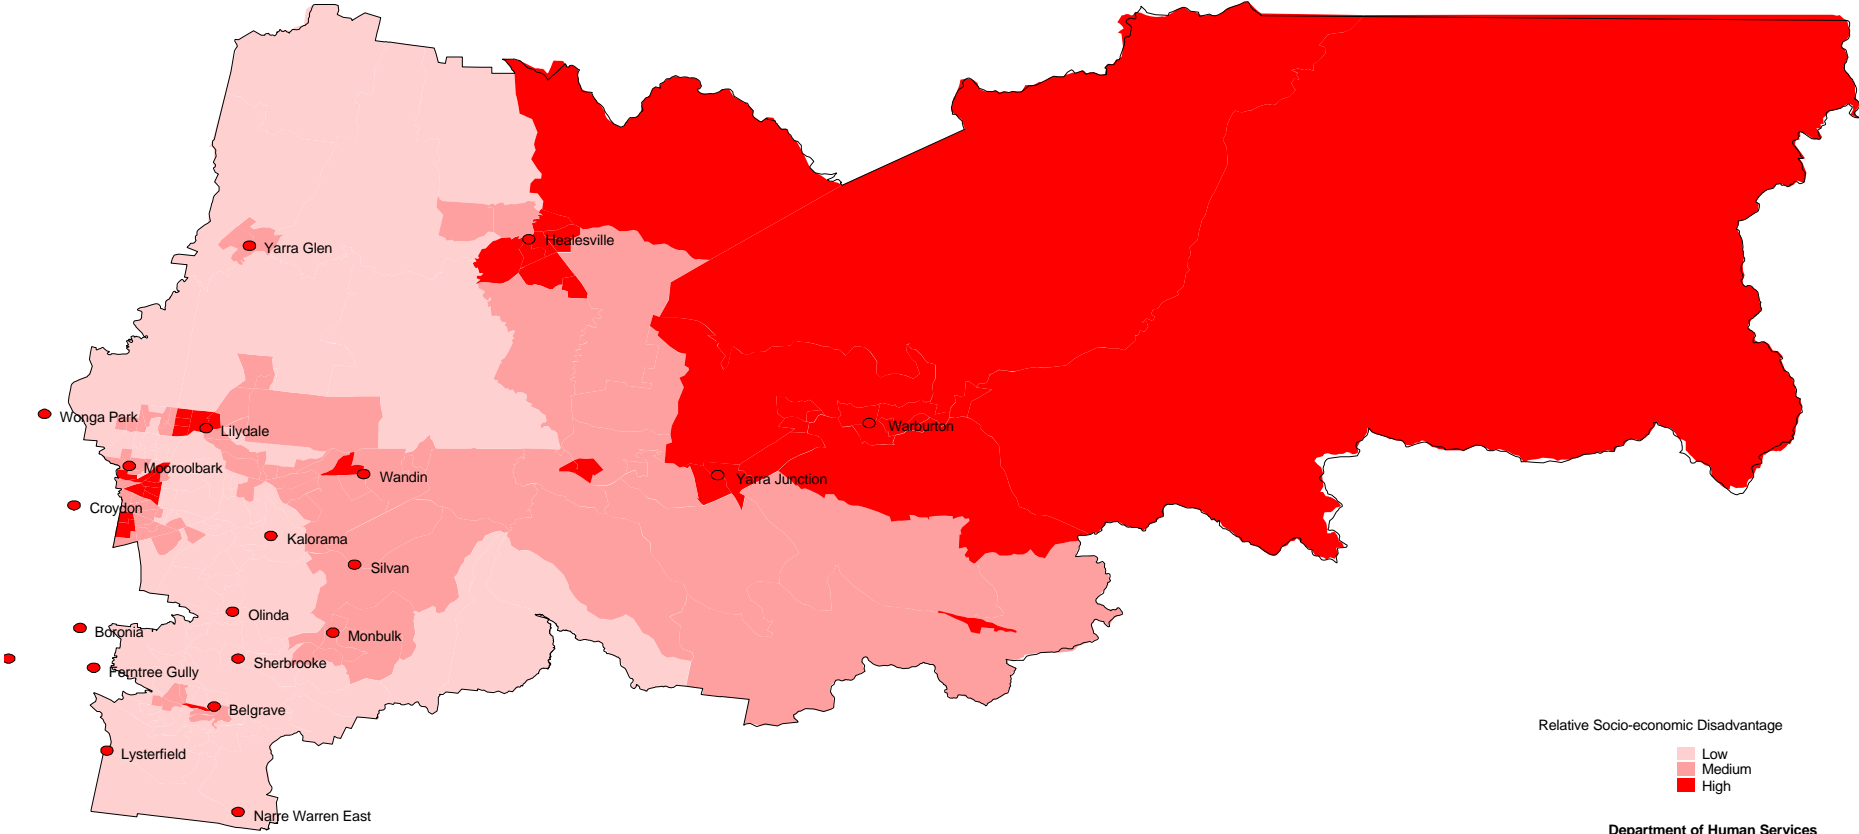 Healesville
Yarra Glen
Wonga Park
Lilydale
Warburton
Mooroolbark
Wandin
Yarra Junction
Croydon
Kalorama
Silvan
Olinda
Boronia
Monbulk
Sherbrooke
Ferntree Gully
Belgrave
Lysterfield
Narre Warren East
Relative Socio-economic Disadvantage
Low
Medium
High
Department of Human Services